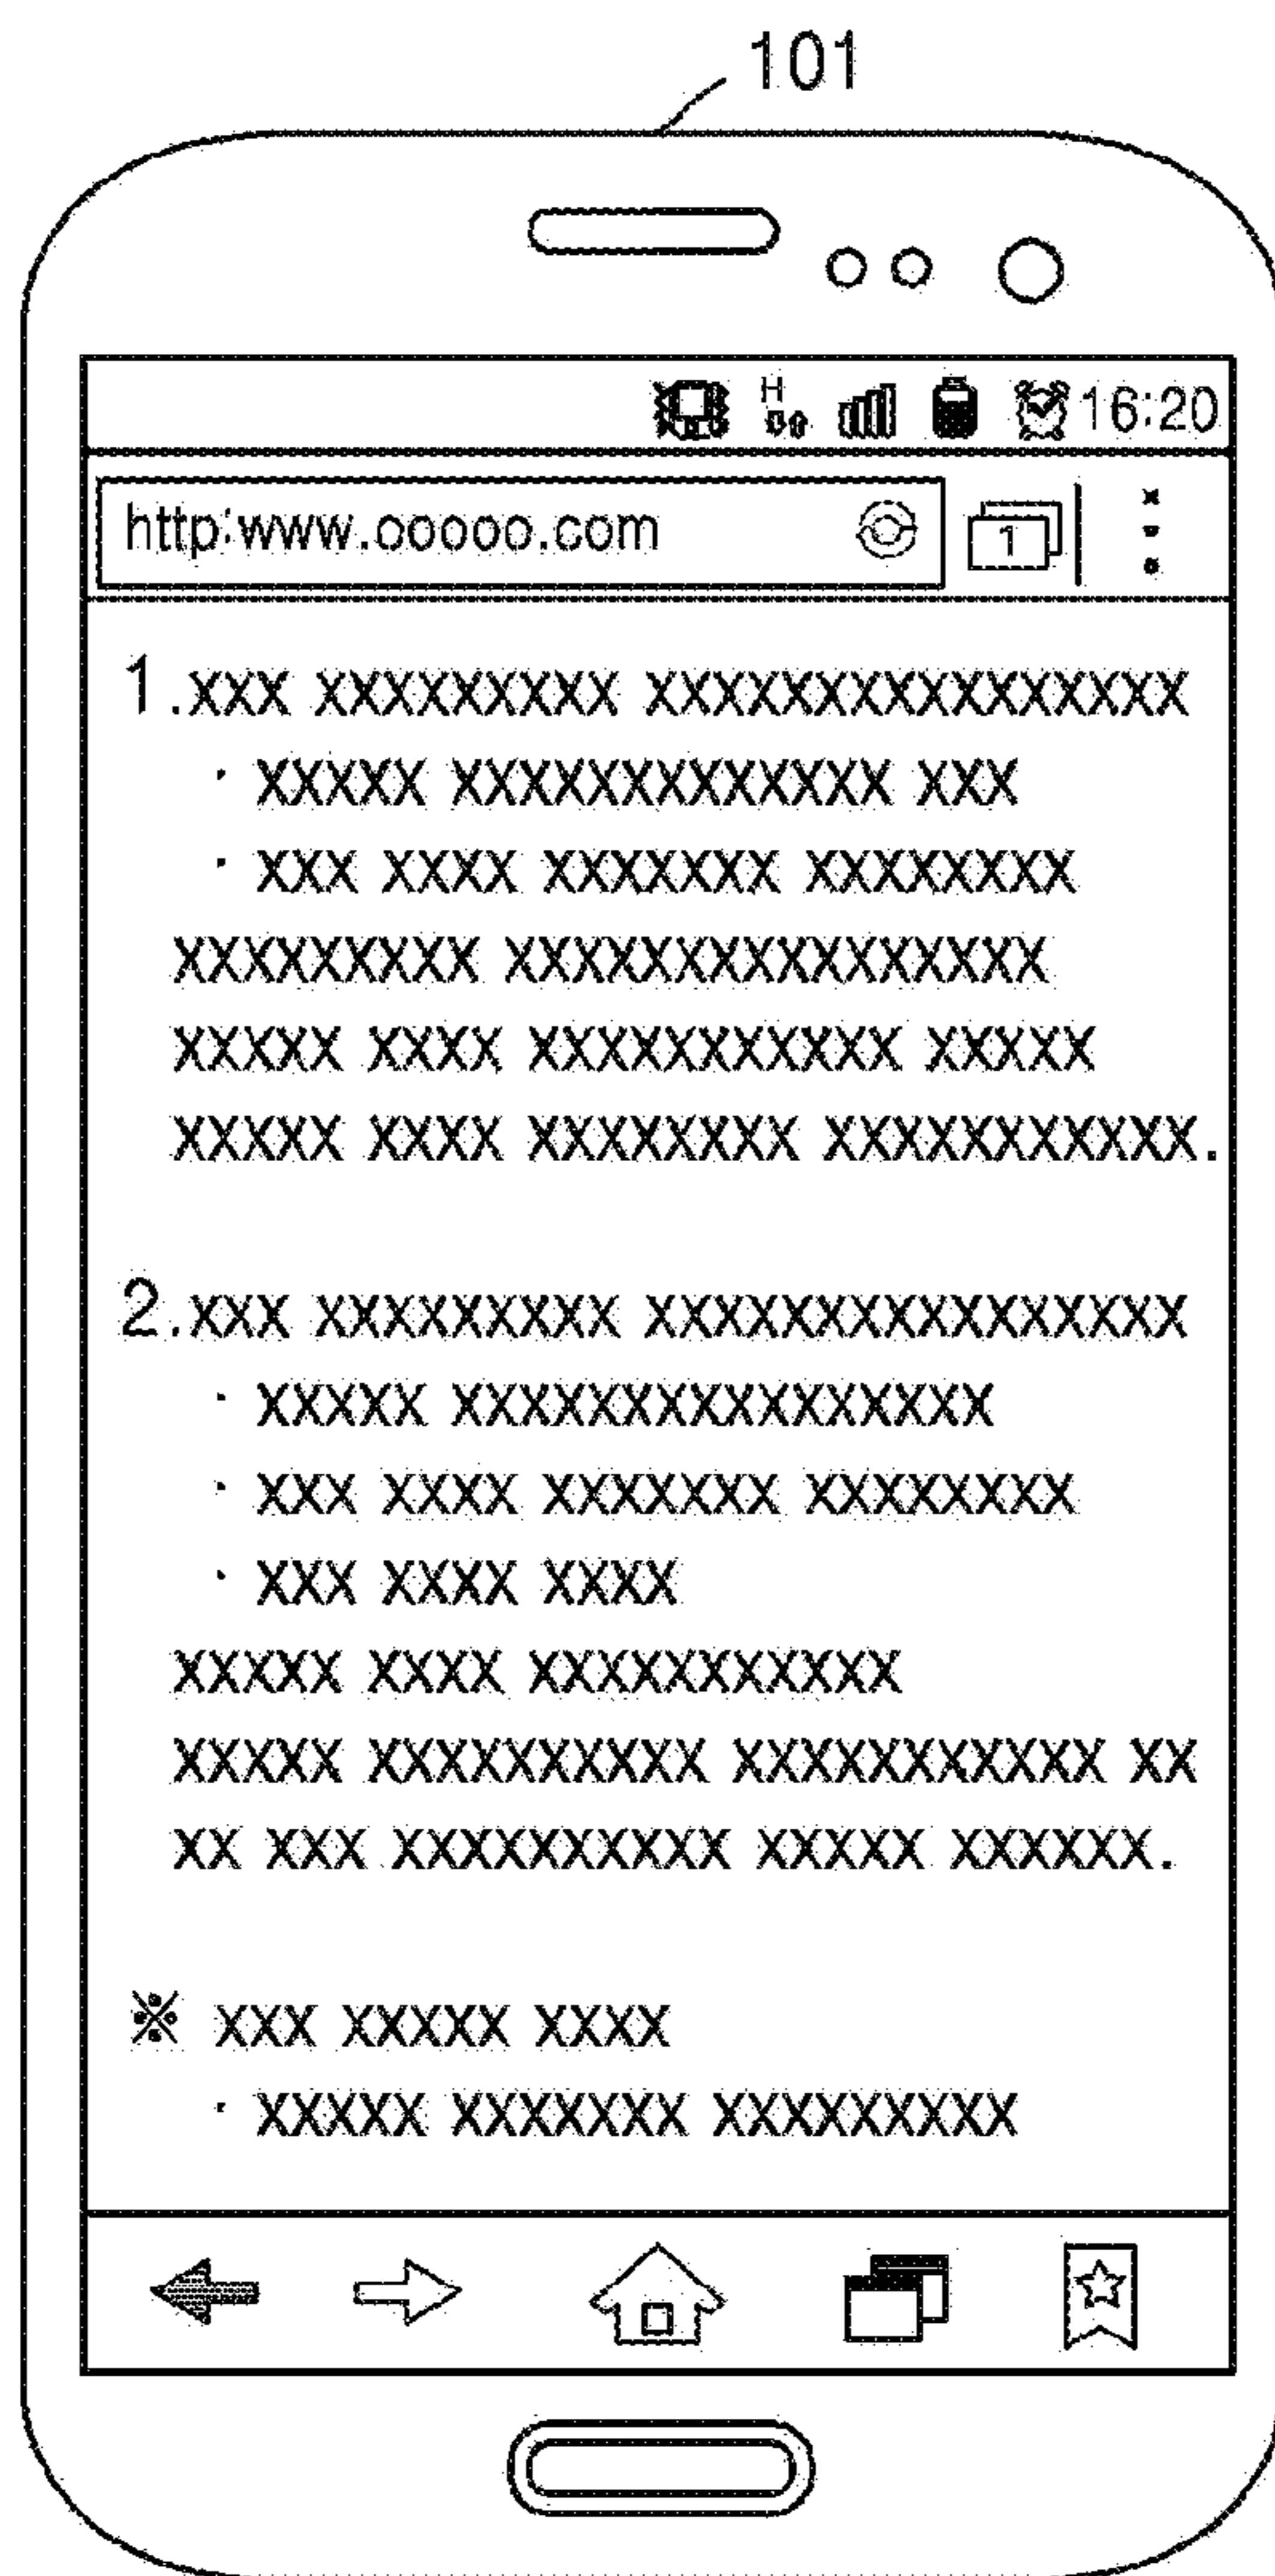 101
H
16:20
http:www.ooooo.com
1
1.XXX XXXXXXXXX XXXXXXXXXXXXXXXX
· XXXXX XXXXXXXXXXXXX XXX
· XXX XXXX XXXXXXX XXXXXXXX
XXXXXXXXX XXXXXXXXXXXXXXXX
XXXXX XXXX XXXXXXXXXXX XXXXX
XXXXX XXXX XXXXXXXX XXXXXXXXXXX.
2.XXX XXXXXXXXX XXXXXXXXXXXXXXXX
· XXXXX XXXXXXXXXXXXXXXX
· XXX XXXX XXXXXXX XXXXXXXX
· XXX XXXX XXXX
XXXXX XXXX XXXXXXXXXXX
XXXXX XXXXXXXXXX XXXXXXXXXXX XX
XX XXX XXXXXXXXXX XXXXX XXXXXX.
※ XXX XXXXX XXXX
· XXXXX XXXXXXX XXXXXXXXX